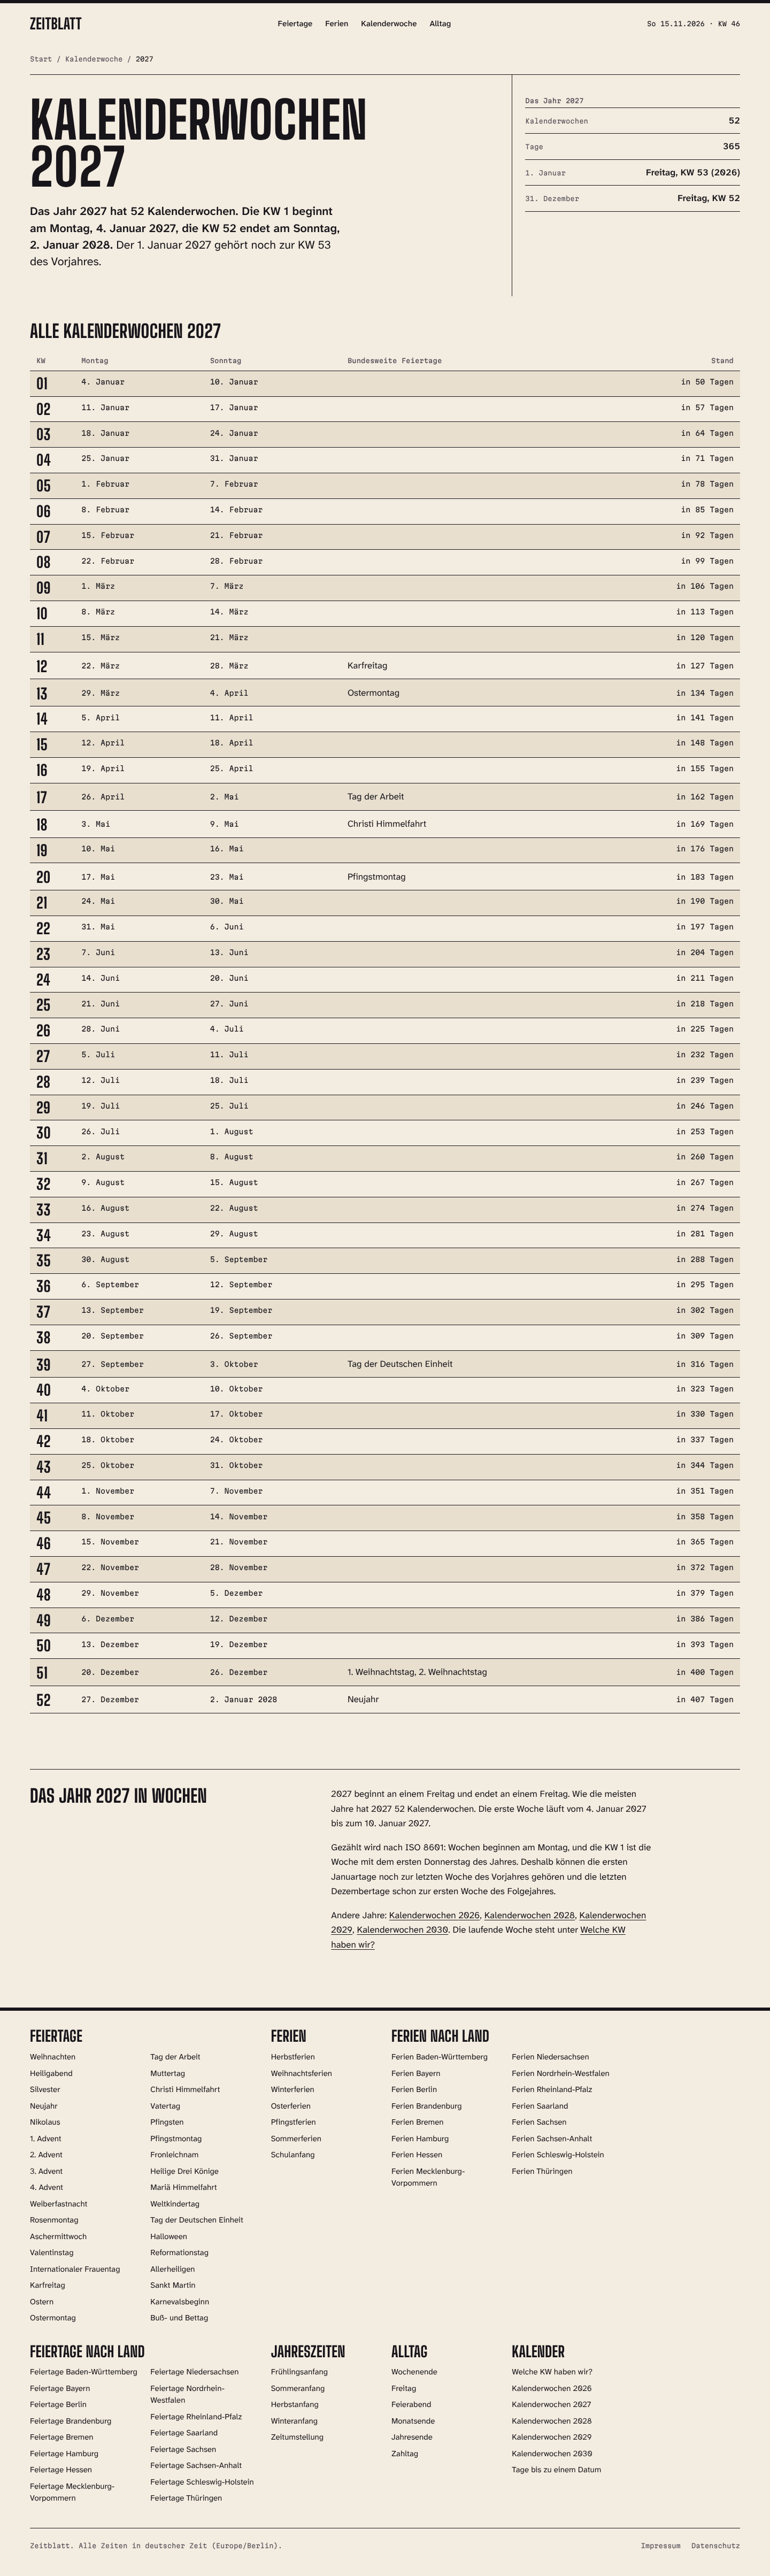 ZEITBLATT
Feiertage Ferien Kalenderwoche Alltag
So 15.11.2026 · KW 46
Start / Kalenderwoche / 2027
KALENDERWOCHEN
2027
Das Jahr 2027 hat 52 Kalenderwochen. Die KW 1 beginnt
am Montag, 4. Januar 2027, die KW 52 endet am Sonntag,
2. Januar 2028. Der 1. Januar 2027 gehört noch zur KW 53
des Vorjahres.
Das Jahr 2027
Kalenderwochen 52
Tage 365
1. Januar Freitag, KW 53 (2026)
31. Dezember Freitag, KW 52
ALLE KALENDERWOCHEN 2027
KW Montag Sonntag Bundesweite Feiertage Stand
01 4. Januar 10. Januar in 50 Tagen
02 11. Januar 17. Januar in 57 Tagen
03 18. Januar 24. Januar in 64 Tagen
04 25. Januar 31. Januar in 71 Tagen
05 1. Februar 7. Februar in 78 Tagen
06 8. Februar 14. Februar in 85 Tagen
07 15. Februar 21. Februar in 92 Tagen
08 22. Februar 28. Februar in 99 Tagen
09 1. März 7. März in 106 Tagen
10 8. März 14. März in 113 Tagen
11 15. März 21. März in 120 Tagen
12 22. März 28. März Karfreitag in 127 Tagen
13 29. März 4. April Ostermontag in 134 Tagen
14 5. April 11. April in 141 Tagen
15 12. April 18. April in 148 Tagen
16 19. April 25. April in 155 Tagen
17 26. April 2. Mai Tag der Arbeit in 162 Tagen
18 3. Mai 9. Mai Christi Himmelfahrt in 169 Tagen
19 10. Mai 16. Mai in 176 Tagen
20 17. Mai 23. Mai Pfingstmontag in 183 Tagen
21 24. Mai 30. Mai in 190 Tagen
22 31. Mai 6. Juni in 197 Tagen
23 7. Juni 13. Juni in 204 Tagen
24 14. Juni 20. Juni in 211 Tagen
25 21. Juni 27. Juni in 218 Tagen
26 28. Juni 4. Juli in 225 Tagen
27 5. Juli 11. Juli in 232 Tagen
28 12. Juli 18. Juli in 239 Tagen
29 19. Juli 25. Juli in 246 Tagen
30 26. Juli 1. August in 253 Tagen
31 2. August 8. August in 260 Tagen
32 9. August 15. August in 267 Tagen
33 16. August 22. August in 274 Tagen
34 23. August 29. August in 281 Tagen
35 30. August 5. September in 288 Tagen
36 6. September 12. September in 295 Tagen
37 13. September 19. September in 302 Tagen
38 20. September 26. September in 309 Tagen
39 27. September 3. Oktober Tag der Deutschen Einheit in 316 Tagen
40 4. Oktober 10. Oktober in 323 Tagen
41 11. Oktober 17. Oktober in 330 Tagen
42 18. Oktober 24. Oktober in 337 Tagen
43 25. Oktober 31. Oktober in 344 Tagen
44 1. November 7. November in 351 Tagen
45 8. November 14. November in 358 Tagen
46 15. November 21. November in 365 Tagen
47 22. November 28. November in 372 Tagen
48 29. November 5. Dezember in 379 Tagen
49 6. Dezember 12. Dezember in 386 Tagen
50 13. Dezember 19. Dezember in 393 Tagen
51 20. Dezember 26. Dezember 1. Weihnachtstag, 2. Weihnachtstag in 400 Tagen
52 27. Dezember 2. Januar 2028 Neujahr in 407 Tagen
DAS JAHR 2027 IN WOCHEN
2027 beginnt an einem Freitag und endet an einem Freitag. Wie die meisten
Jahre hat 2027 52 Kalenderwochen. Die erste Woche läuft vom 4. Januar 2027
bis zum 10. Januar 2027.
Gezählt wird nach ISO 8601: Wochen beginnen am Montag, und die KW 1 ist die
Woche mit dem ersten Donnerstag des Jahres. Deshalb können die ersten
Januartage noch zur letzten Woche des Vorjahres gehören und die letzten
Dezembertage schon zur ersten Woche des Folgejahres.
Andere Jahre: Kalenderwochen 2026, Kalenderwochen 2028, Kalenderwochen
2029, Kalenderwochen 2030. Die laufende Woche steht unter Welche KW
haben wir?
FEIERTAGE
Weihnachten
Heiligabend
Silvester
Neujahr
Nikolaus
1. Advent
2. Advent
3. Advent
4. Advent
Weiberfastnacht
Rosenmontag
Aschermittwoch
Valentinstag
Internationaler Frauentag
Karfreitag
Ostern
Ostermontag
Tag der Arbeit
Muttertag
Christi Himmelfahrt
Vatertag
Pfingsten
Pfingstmontag
Fronleichnam
Heilige Drei Könige
Mariä Himmelfahrt
Weltkindertag
Tag der Deutschen Einheit
Halloween
Reformationstag
Allerheiligen
Sankt Martin
Karnevalsbeginn
Buß- und Bettag
FERIEN
Herbstferien
Weihnachtsferien
Winterferien
Osterferien
Pfingstferien
Sommerferien
Schulanfang
FERIEN NACH LAND
Ferien Baden-Württemberg
Ferien Bayern
Ferien Berlin
Ferien Brandenburg
Ferien Bremen
Ferien Hamburg
Ferien Hessen
Ferien Mecklenburg-
Vorpommern
Ferien Niedersachsen
Ferien Nordrhein-Westfalen
Ferien Rheinland-Pfalz
Ferien Saarland
Ferien Sachsen
Ferien Sachsen-Anhalt
Ferien Schleswig-Holstein
Ferien Thüringen
FEIERTAGE NACH LAND
Feiertage Baden-Württemberg
Feiertage Bayern
Feiertage Berlin
Feiertage Brandenburg
Feiertage Bremen
Feiertage Hamburg
Feiertage Hessen
Feiertage Mecklenburg-
Vorpommern
Feiertage Niedersachsen
Feiertage Nordrhein-
Westfalen
Feiertage Rheinland-Pfalz
Feiertage Saarland
Feiertage Sachsen
Feiertage Sachsen-Anhalt
Feiertage Schleswig-Holstein
Feiertage Thüringen
JAHRESZEITEN
Frühlingsanfang
Sommeranfang
Herbstanfang
Winteranfang
Zeitumstellung
ALLTAG
Wochenende
Freitag
Feierabend
Monatsende
Jahresende
Zahltag
KALENDER
Welche KW haben wir?
Kalenderwochen 2026
Kalenderwochen 2027
Kalenderwochen 2028
Kalenderwochen 2029
Kalenderwochen 2030
Tage bis zu einem Datum
Zeitblatt. Alle Zeiten in deutscher Zeit (Europe/Berlin).
Impressum Datenschutz